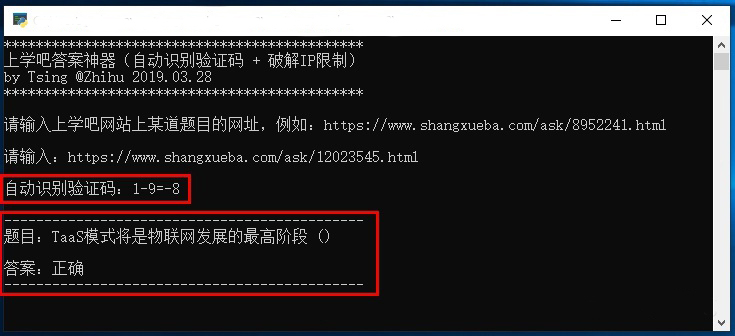 *********************************************
上学吧答案神器（自动识别验证码 + 破解IP限制）
by Tsing @Zhihu 2019.03.28
*********************************************
请输入上学吧网站上某道题目的网址，例如：https://www.shangxueba.com/ask/8952241.html
请输入：https://www.shangxueba.com/ask/12023545.html
自动识别验证码：1-9=-8
---------------------------------------------
题目：TaaS模式将是物联网发展的最高阶段 ()
答案：正确
---------------------------------------------